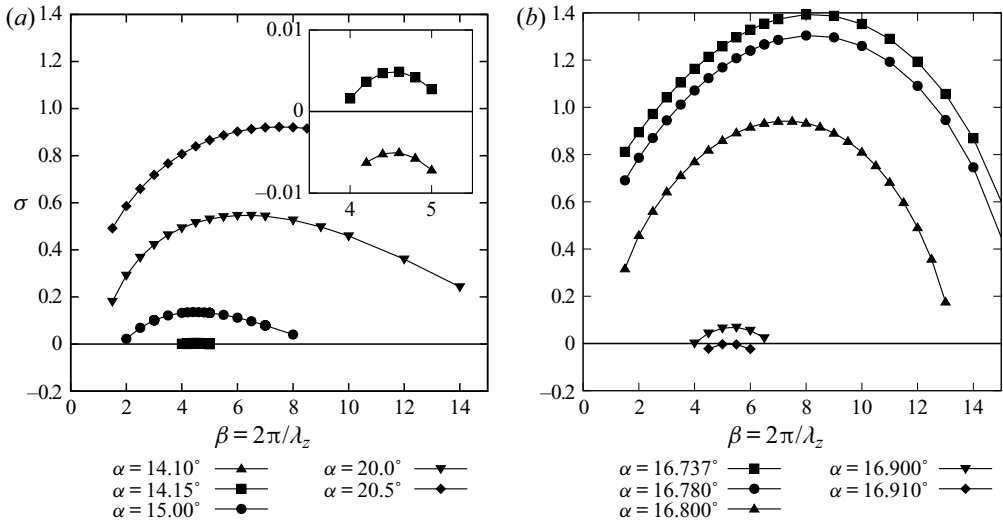 (a)
1.4
1.2
1.0
0.8
0.6
0.4
0.2
0
–0.2
σ
0 2 4 6 8 10 12 14
β = 2π/λz
0.01
0
–0.01
4 5
α = 14.10°
α = 14.15°
α = 15.00°
α = 20.0°
α = 20.5°
(b)
1.4
1.2
1.0
0.8
0.6
0.4
0.2
0
–0.2
0 2 4 6 8 10 12 14
β = 2π/λz
α = 16.737°
α = 16.780°
α = 16.800°
α = 16.900°
α = 16.910°